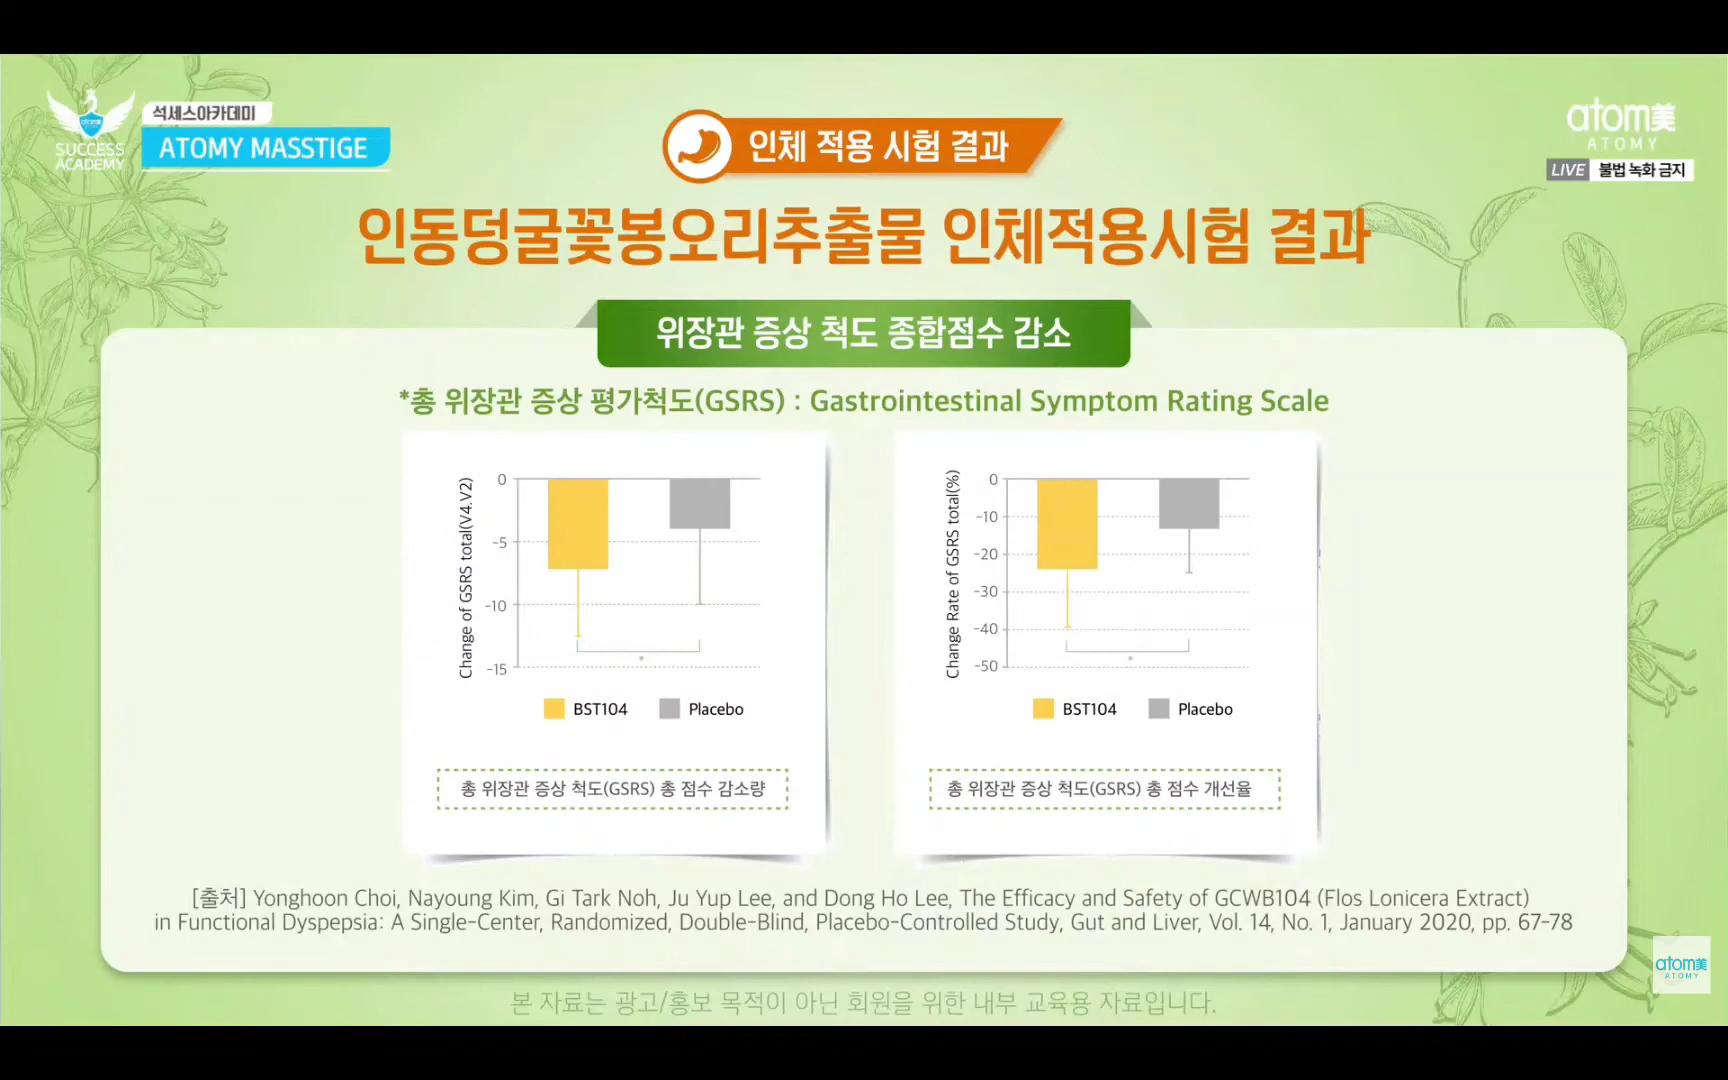 SUCCESS
ACADEMY
석세스아카데미
ATOMY MASSTIGE
인체 적용 시험 결과
atom美
ATOMY
LIVE 불법 녹화 금지
인동덩굴꽃봉오리추출물 인체적용시험 결과
위장관 증상 척도 종합점수 감소
*총 위장관 증상 평가척도(GSRS) : Gastrointestinal Symptom Rating Scale
Change of GSRS total(V4.V2)
0
-5
-10
-15
*
BST104 Placebo
총 위장관 증상 척도(GSRS) 총 점수 감소량
Change Rate of GSRS total(%)
0
-10
-20
-30
-40
-50
*
BST104 Placebo
총 위장관 증상 척도(GSRS) 총 점수 개선율
[출처] Yonghoon Choi, Nayoung Kim, Gi Tark Noh, Ju Yup Lee, and Dong Ho Lee, The Efficacy and Safety of GCWB104 (Flos Lonicera Extract)
in Functional Dyspepsia: A Single-Center, Randomized, Double-Blind, Placebo-Controlled Study, Gut and Liver, Vol. 14, No. 1, January 2020, pp. 67-78
atom美
ATOMY
본 자료는 광고/홍보 목적이 아닌 회원을 위한 내부 교육용 자료입니다.